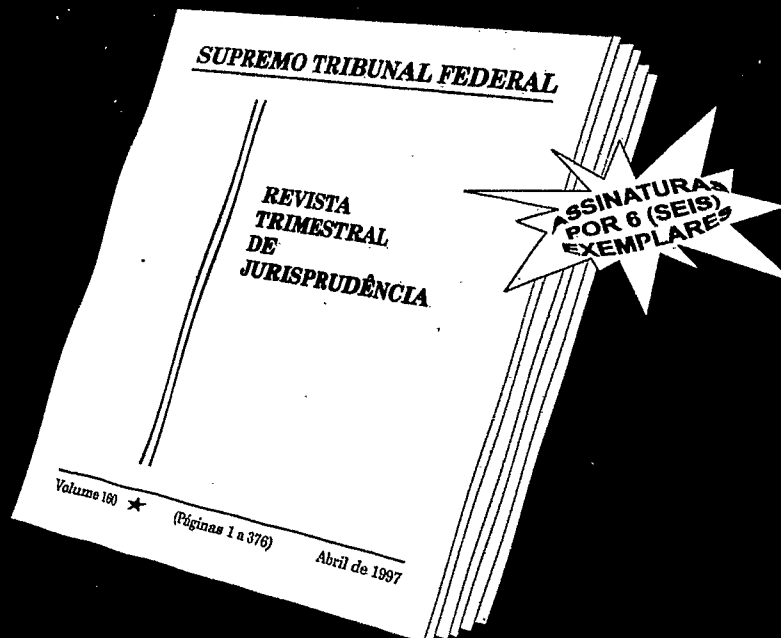 SUPREMO TRIBUNAL FEDERAL
REVISTA
TRIMESTRAL
DE
JURISPRUDÊNCIA
Volume 160 ★ (Páginas 1 a 376) Abril de 1997
ASSINATURAS
POR 6 (SEIS)
EXEMPLARES